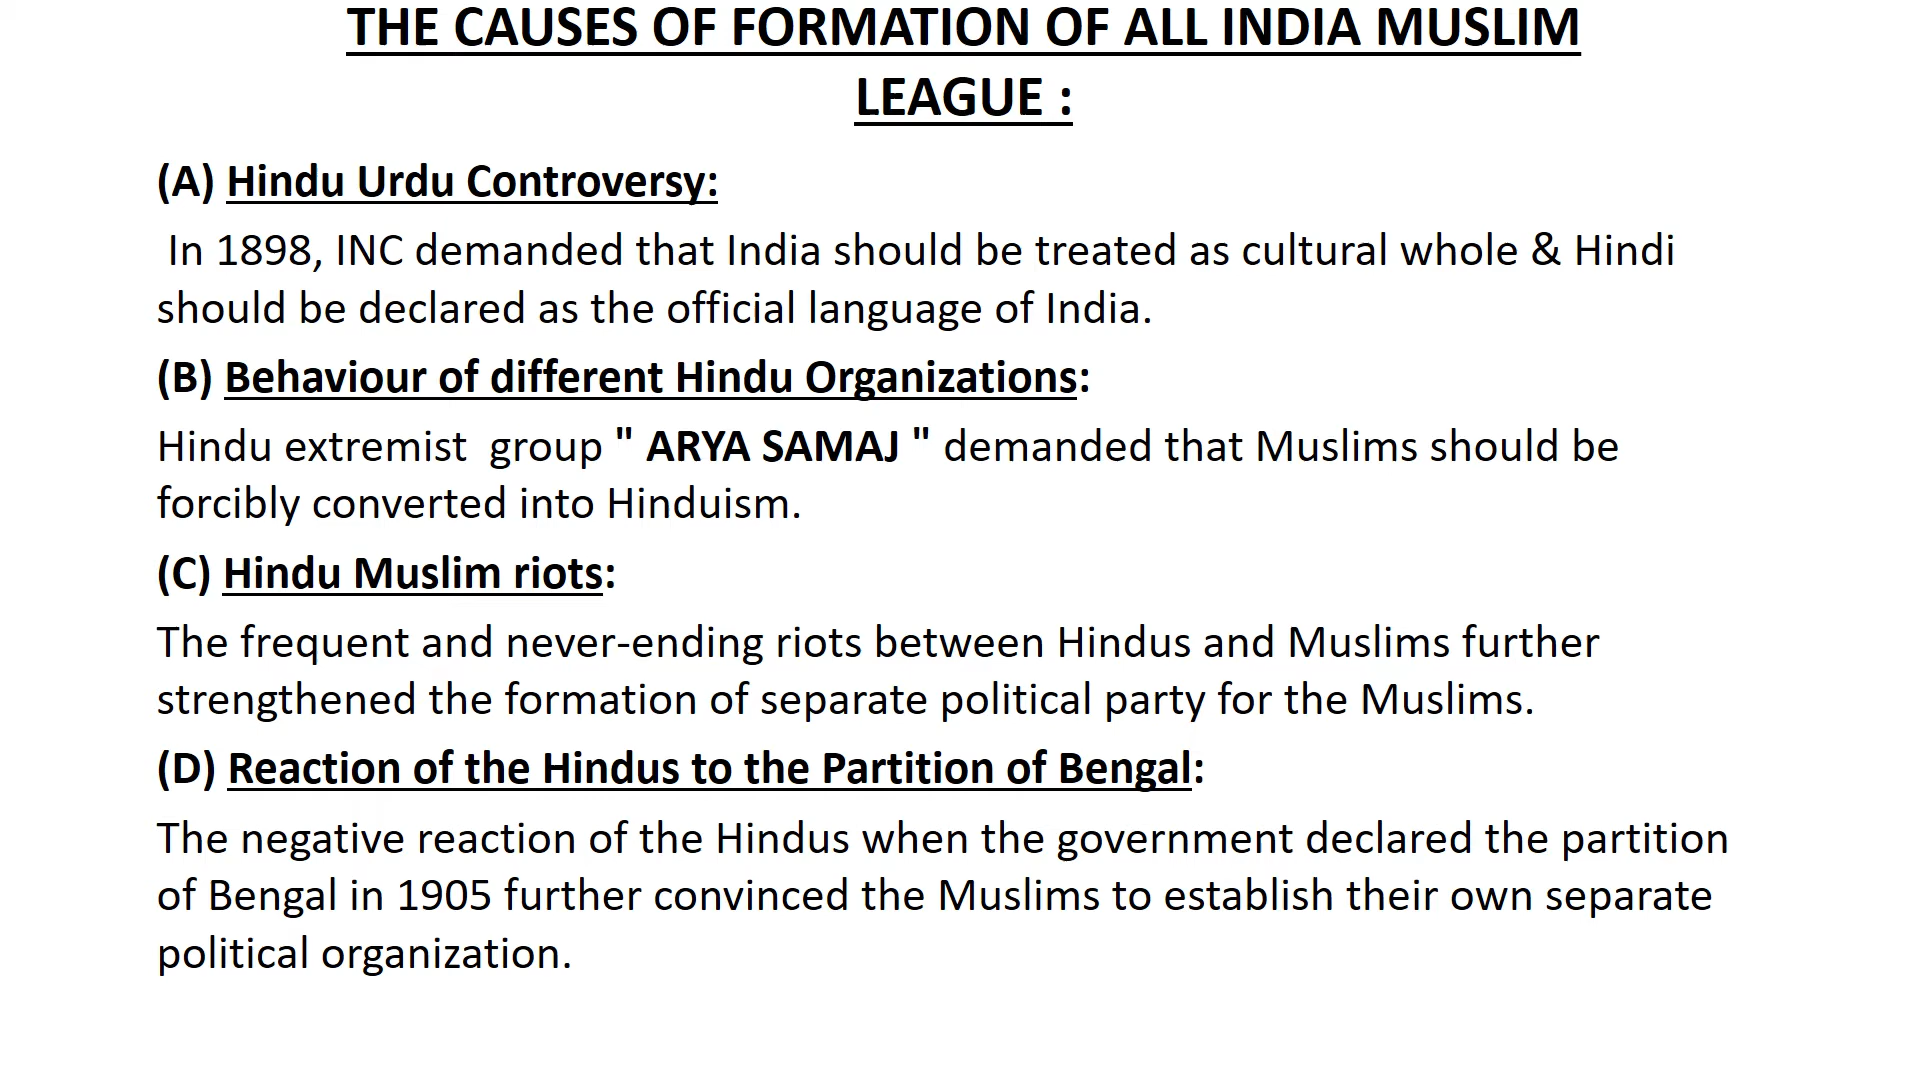 THE CAUSES OF FORMATION OF ALL INDIA MUSLIM
LEAGUE :
(A) Hindu Urdu Controversy:
In 1898, INC demanded that India should be treated as cultural whole & Hindi
should be declared as the official language of India.
(B) Behaviour of different Hindu Organizations:
Hindu extremist  group " ARYA SAMAJ " demanded that Muslims should be
forcibly converted into Hinduism.
(C) Hindu Muslim riots:
The frequent and never-ending riots between Hindus and Muslims further
strengthened the formation of separate political party for the Muslims.
(D) Reaction of the Hindus to the Partition of Bengal:
The negative reaction of the Hindus when the government declared the partition
of Bengal in 1905 further convinced the Muslims to establish their own separate
political organization.